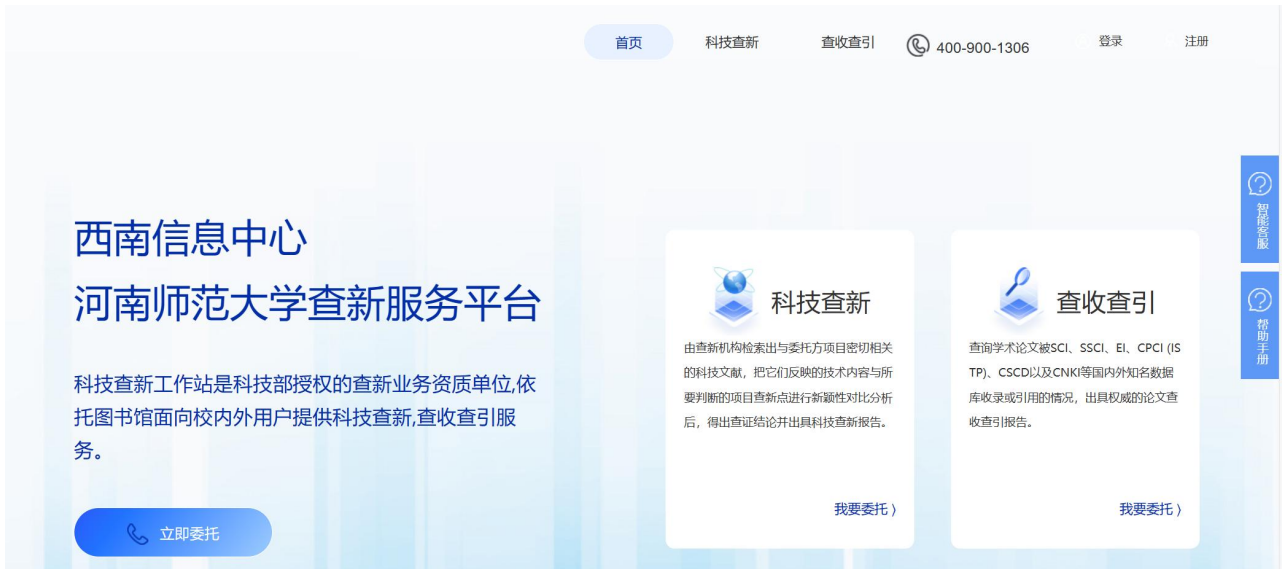 首页 科技查新 查收查引 400-900-1306 登录 注册
西南信息中心
河南师范大学查新服务平台
科技查新工作站是科技部授权的查新业务资质单位,依
托图书馆面向校内外用户提供科技查新,查收查引服
务。
立即委托
科技查新
由查新机构检索出与委托方项目密切相关
的科技文献，把它们反映的技术内容与所
要判断的项目查新点进行新颖性对比分析
后，得出查证结论并出具科技查新报告。
我要委托 〉
查收查引
查询学术论文被SCI、SSCI、EI、CPCI (IS
TP)、CSCD以及CNKI等国内外知名数据
库收录或引用的情况，出具权威的论文查
收查引报告。
我要委托 〉
智能客服
帮助手册